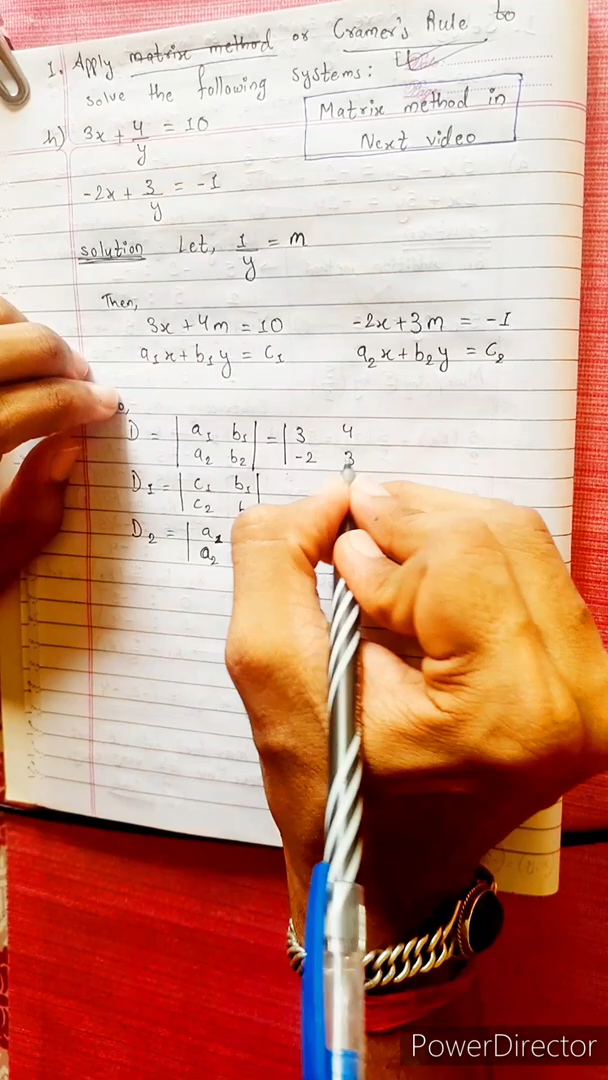 1. Apply matrix method or Cramer's Rule to
solve the following systems:
Matrix method in
Next video
h) 3x + 4/y = 10
-2x + 3/y = -1
solution Let, 1/y = m
Then,
3x + 4m = 10 -2x + 3m = -1
a₁x + b₁y = c₁ a₂x + b₂y = c₂
D = | a₁ b₁ | = | 3 4
| a₂ b₂ | | -2 3
D₁ = | c₁ b₁ |
| c₂
D₂ = | a₁
| a₂
PowerDirector